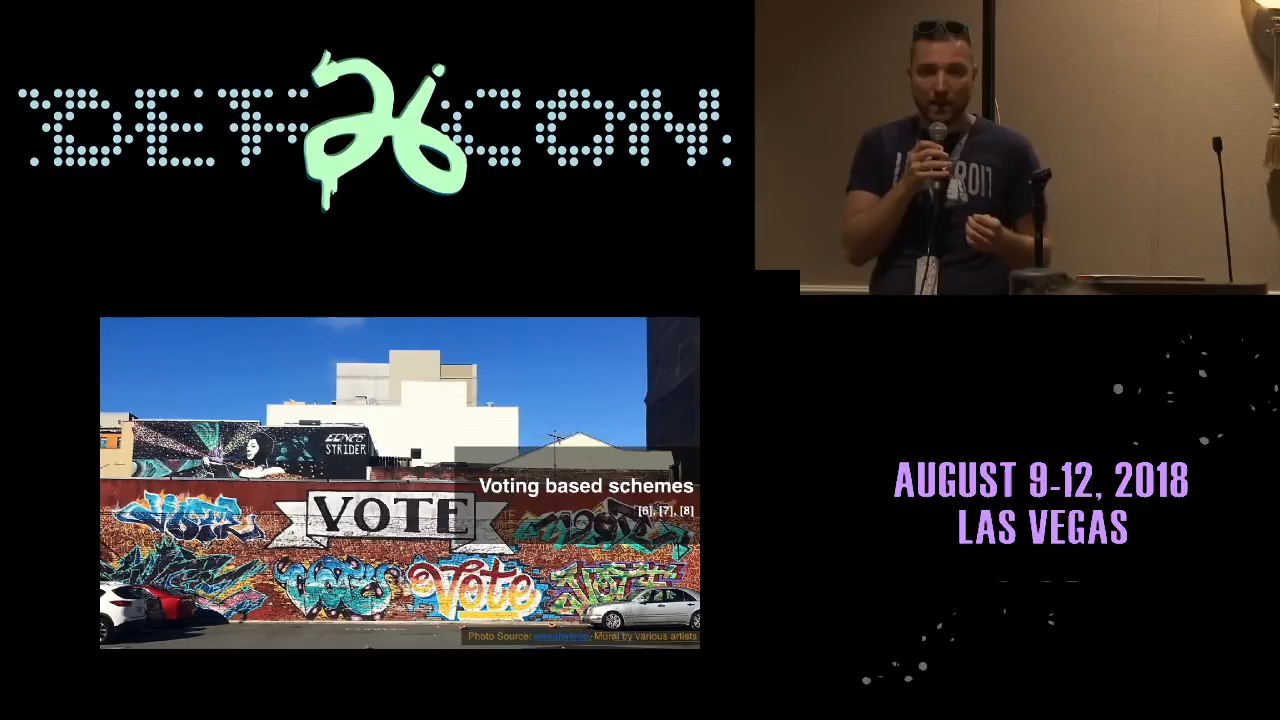 DEF 26 CON
STRIDER
VOTE
Vote
Voting based schemes
[6], [7], [8]
Photo Source:
Mural by various artists
AUGUST 9-12, 2018
LAS VEGAS